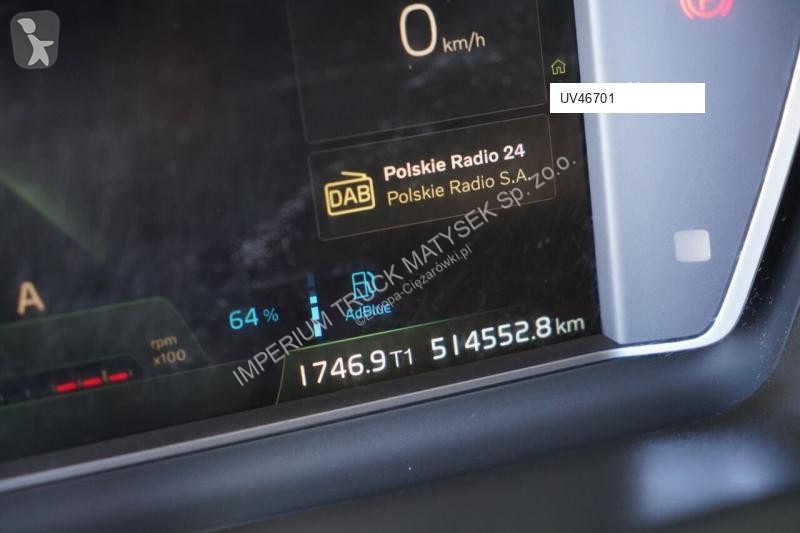 0 km/h
UV46701
DAB
Polskie Radio 24
Polskie Radio S.A.
IMPERIUM TRUCK MATYSEK Sp. zo.o.
©Europa-Ciężarówki.pl
A
64 %
AdBlue
rpm
x100
1746.9 T1 514552.8 km